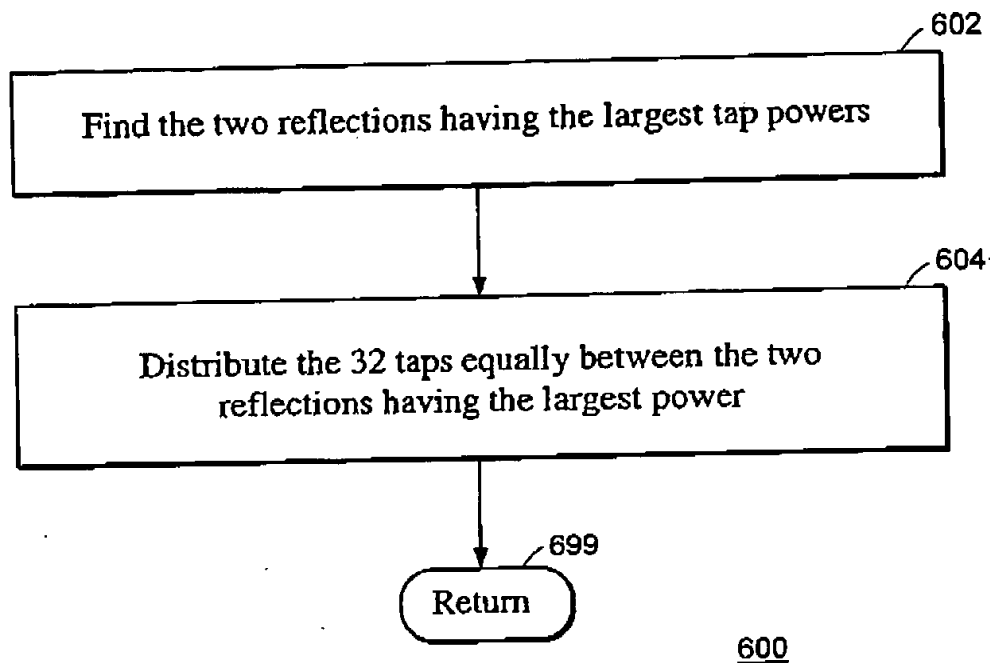 602
Find the two reflections having the largest tap powers
604
Distribute the 32 taps equally between the two
reflections having the largest power
699
Return
600